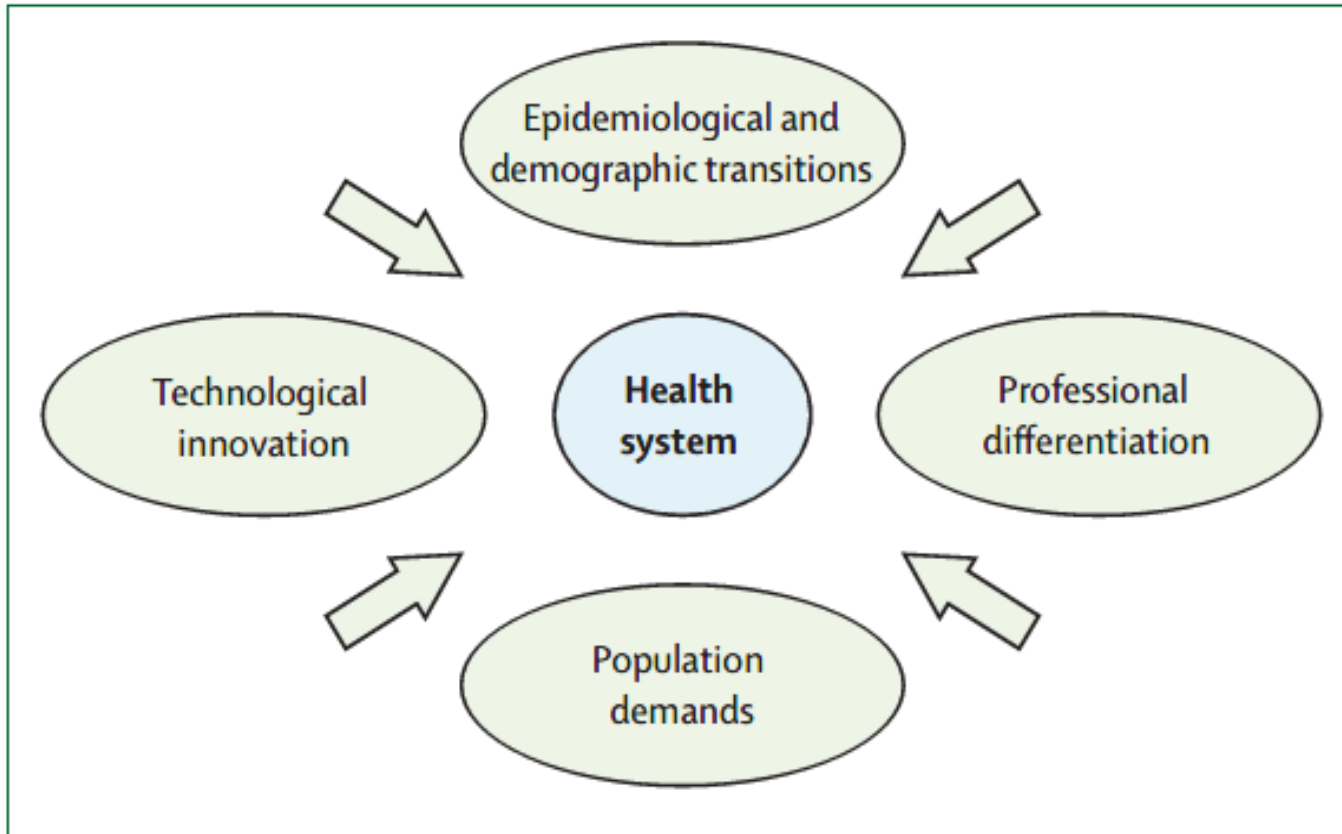 Epidemiological and
demographic transitions
Technological
innovation
Health
system
Professional
differentiation
Population
demands